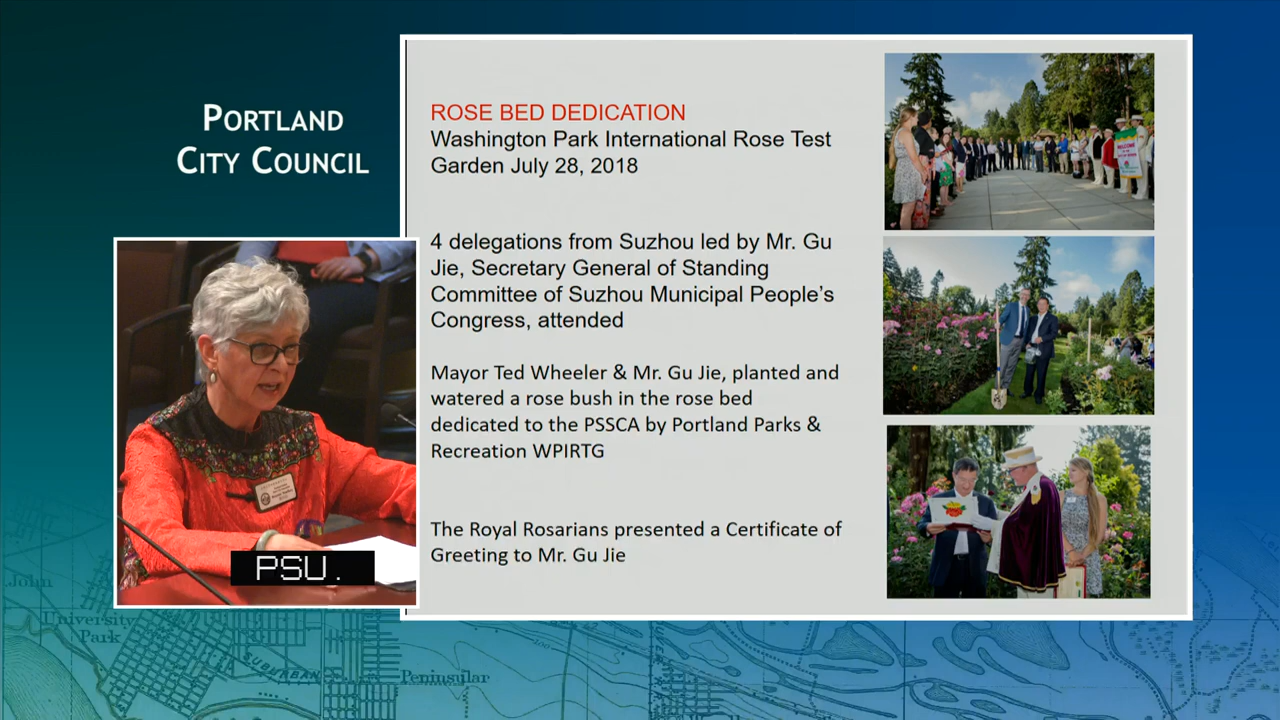 PORTLAND
CITY COUNCIL
ROSE BED DEDICATION
Washington Park International Rose Test
Garden July 28, 2018
4 delegations from Suzhou led by Mr. Gu
Jie, Secretary General of Standing
Committee of Suzhou Municipal People’s
Congress, attended
Mayor Ted Wheeler & Mr. Gu Jie, planted and
watered a rose bush in the rose bed
dedicated to the PSSCA by Portland Parks &
Recreation WPIRTG
The Royal Rosarians presented a Certificate of
Greeting to Mr. Gu Jie
WELCOME
PSU.
St. John
University
Park
SUBURBAN
Peninsular